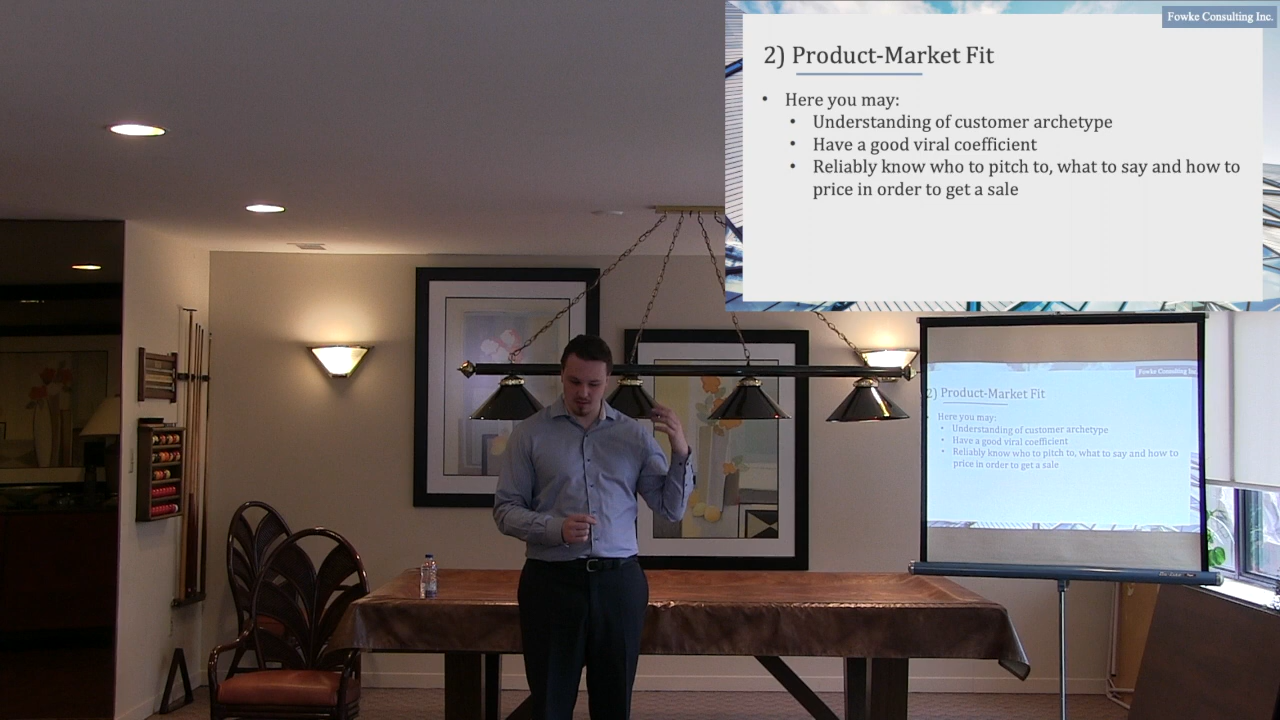 Fowke Consulting Inc.
2) Product-Market Fit
• Here you may:
• Understanding of customer archetype
• Have a good viral coefficient
• Reliably know who to pitch to, what to say and how to
price in order to get a sale
Fowke Consulting Inc.
2) Product-Market Fit
Here you may:
• Understanding of customer archetype
• Have a good viral coefficient
• Reliably know who to pitch to, what to say and how to
price in order to get a sale